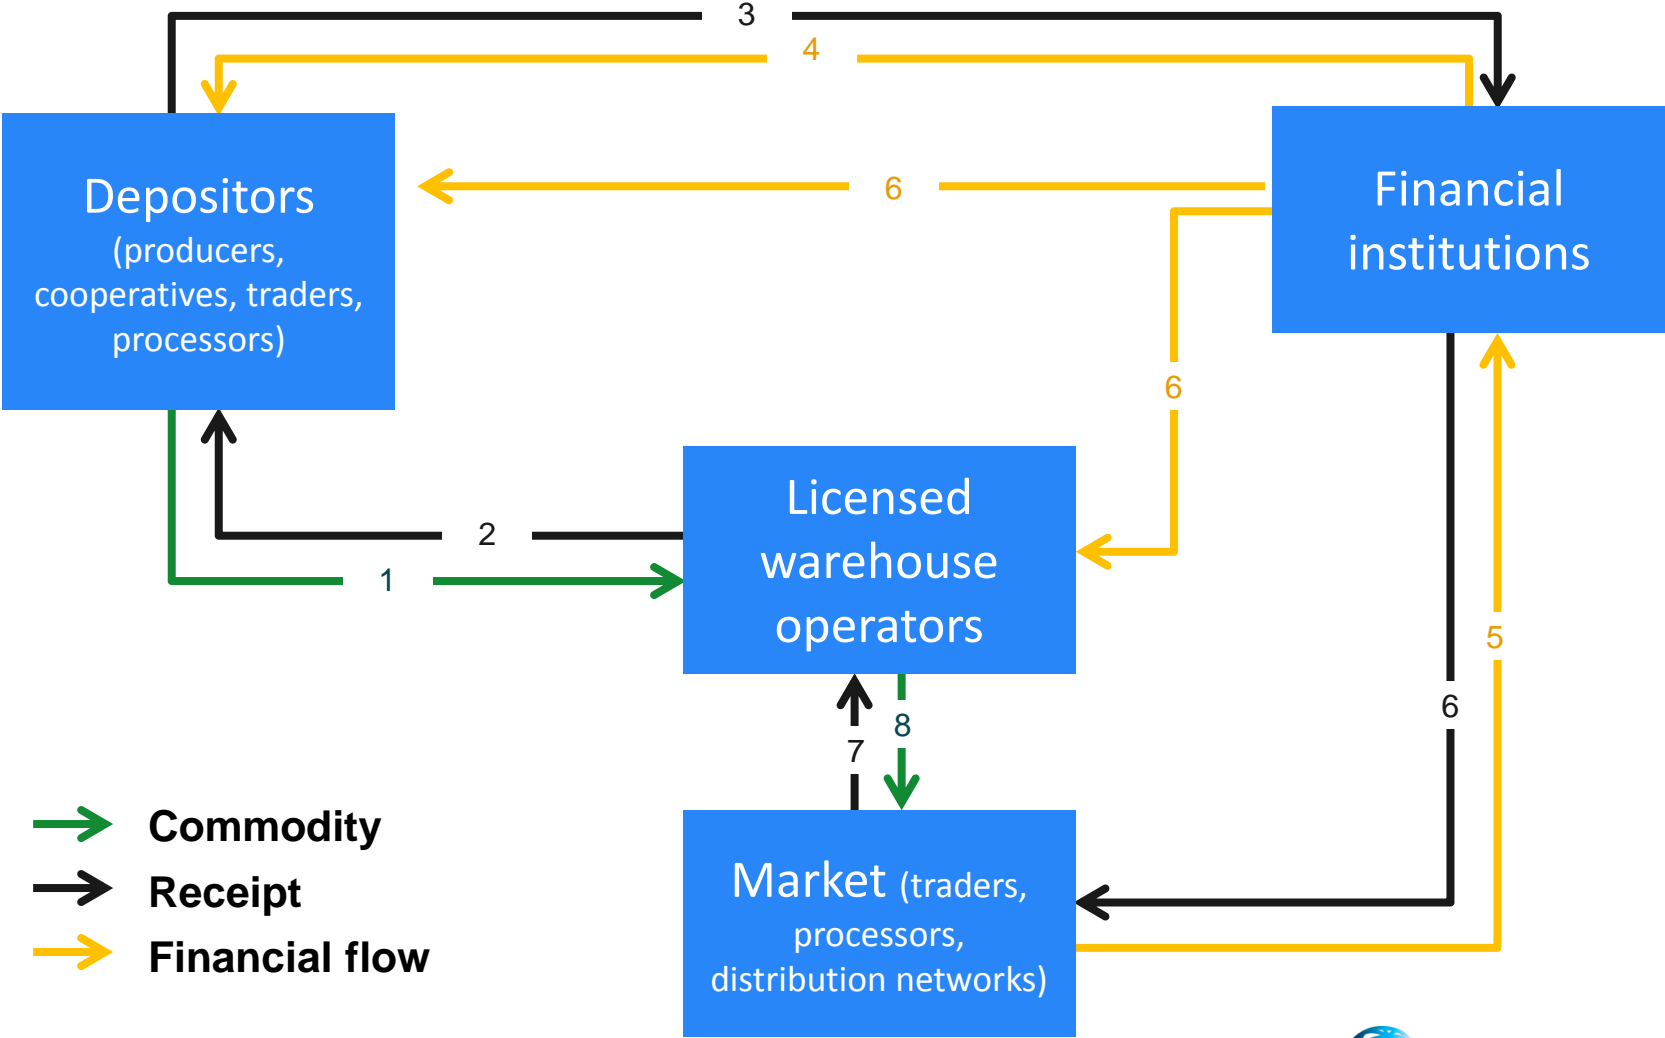 3
4
Depositors
(producers,
cooperatives, traders,
processors)
6
Financial
institutions
6
2
1
Licensed
warehouse
operators
5
6
8
7
Commodity
Receipt
Financial flow
Market (traders,
processors,
distribution networks)